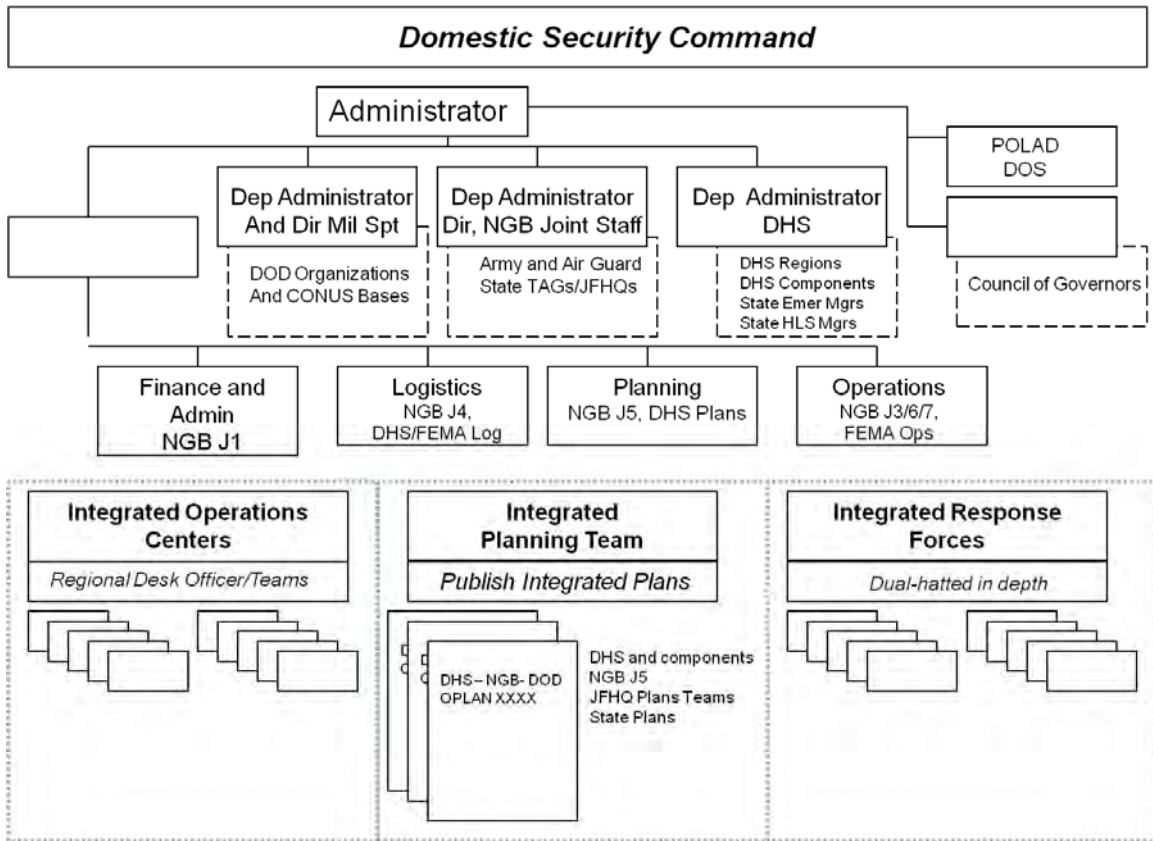 Domestic Security Command
Administrator
POLAD
DOS
Dep Administrator
And Dir Mil Spt
Dep Administrator
Dir, NGB Joint Staff
Dep Administrator
DHS
DOD Organizations
And CONUS Bases
Army and Air Guard
State TAGs/JFHQs
DHS Regions
DHS Components
State Emer Mgrs
State HLS Mgrs
Council of Governors
Finance and
Admin
NGB J1
Logistics
NGB J4,
DHS/FEMA Log
Planning
NGB J5, DHS Plans
Operations
NGB J3/6/7,
FEMA Ops
Integrated Operations
Centers
Regional Desk Officer/Teams
Integrated
Planning Team
Publish Integrated Plans
DHS– NGB- DOD
OPLAN XXXX
DHS and components
NGB J5
JFHQ Plans Teams
State Plans
Integrated Response
Forces
Dual-hatted in depth